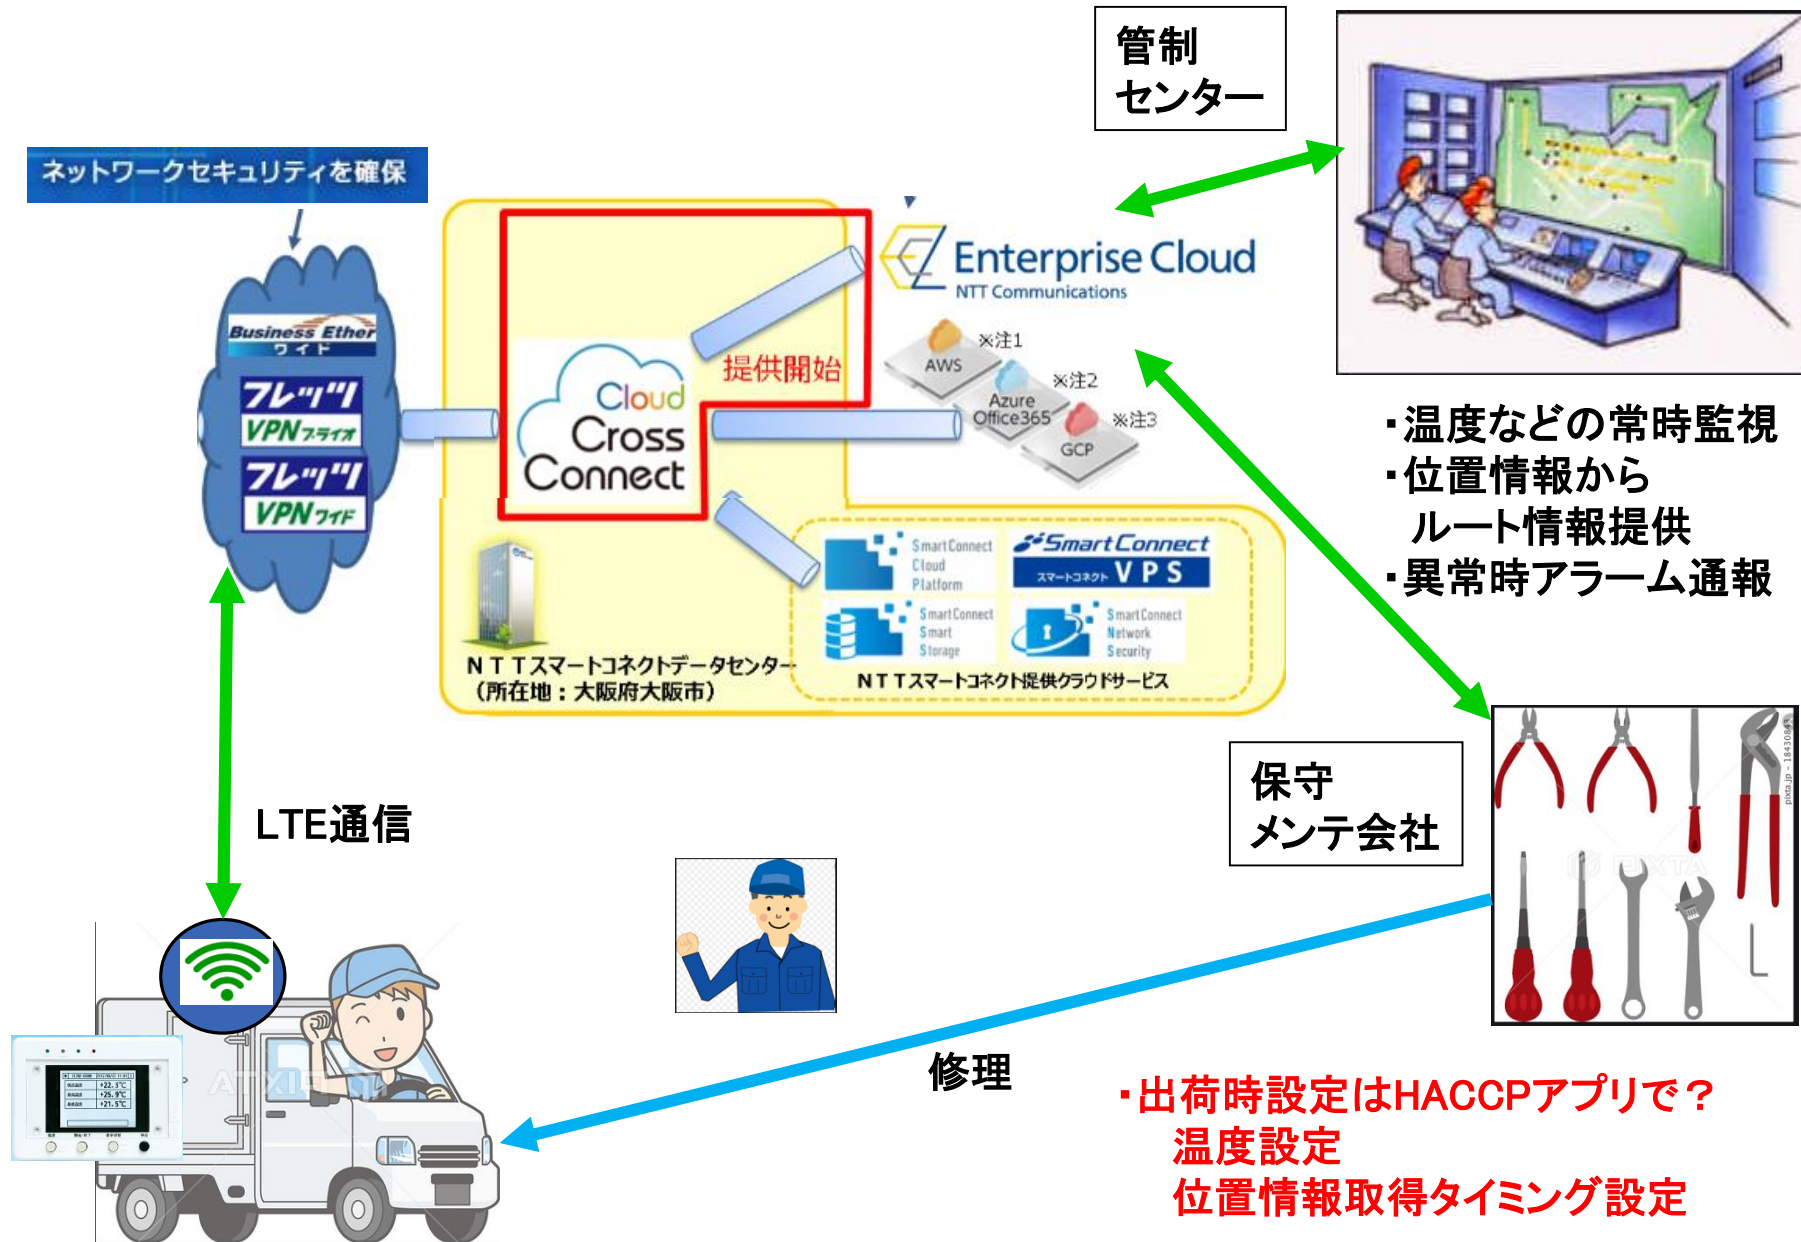 管制
センター
ネットワークセキュリティを確保
Enterprise Cloud
NTT Communications
Business Ether
ワイド
フレッツ
VPNプライオ
フレッツ
VPNワイド
Cloud
Cross
Connect
提供開始
AWS
※注1
Azure
Office365
※注2
GCP
※注3
・温度などの常時監視
・位置情報から
ルート情報提供
・異常時アラーム通報
SmartConnect
Cloud
Platform
SmartConnect
スマートコネクト VPS
SmartConnect
Smart
Storage
SmartConnect
Network
Security
NTTスマートコネクトデータセンター
（所在地：大阪府大阪市）
NTTスマートコネクト提供クラウドサービス
LTE通信
保守
メンテ会社
pixta.jp - 18430843
PIXTA
修理
+22.3℃
+25.9℃
+21.5℃
・出荷時設定はHACCPアプリで？
温度設定
位置情報取得タイミング設定